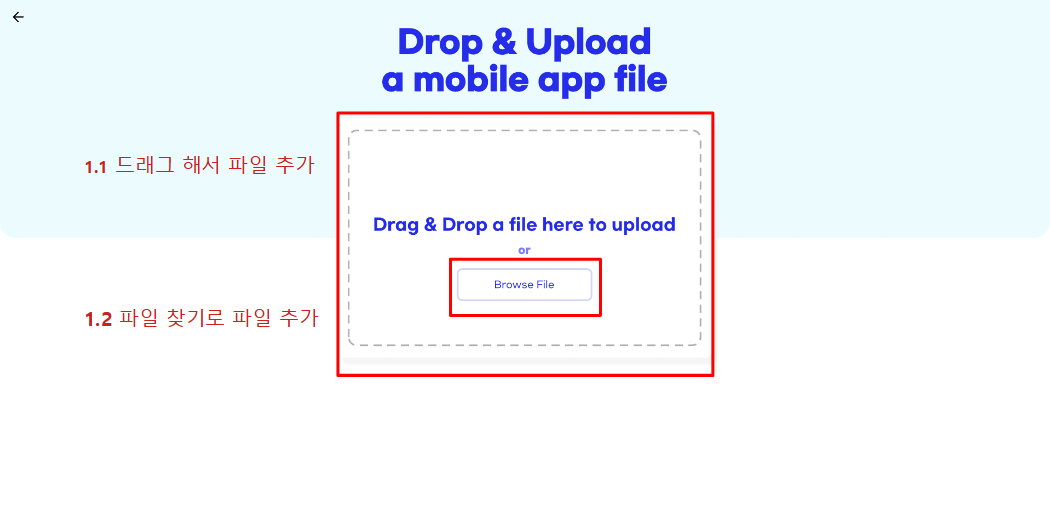 Drop & Upload
a mobile app file
1.1 드래그 해서 파일 추가
Drag & Drop a file here to upload
or
Browse File
1.2 파일 찾기로 파일 추가